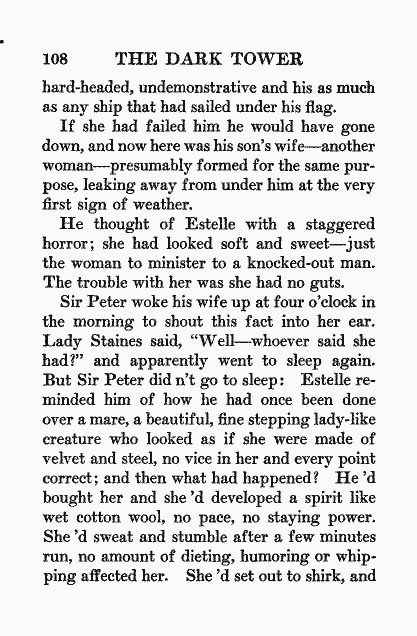 108 THE DARK TOWER
hard-headed, undemonstrative and his as much
as any ship that had sailed under his flag.
If she had failed him he would have gone
down, and now here was his son's wife—another
woman—presumably formed for the same pur-
pose, leaking away from under him at the very
first sign of weather.
He thought of Estelle with a staggered
horror; she had looked soft and sweet—just
the woman to minister to a knocked-out man.
The trouble with her was she had no guts.
Sir Peter woke his wife up at four o'clock in
the morning to shout this fact into her ear.
Lady Staines said, "Well—whoever said she
had?" and apparently went to sleep again.
But Sir Peter did n't go to sleep: Estelle re-
minded him of how he had once been done
over a mare, a beautiful, fine stepping lady-like
creature who looked as if she were made of
velvet and steel, no vice in her and every point
correct; and then what had happened? He 'd
bought her and she 'd developed a spirit like
wet cotton wool, no pace, no staying power.
She 'd sweat and stumble after a few minutes
run, no amount of dieting, humoring or whip-
ping affected her. She 'd set out to shirk, and